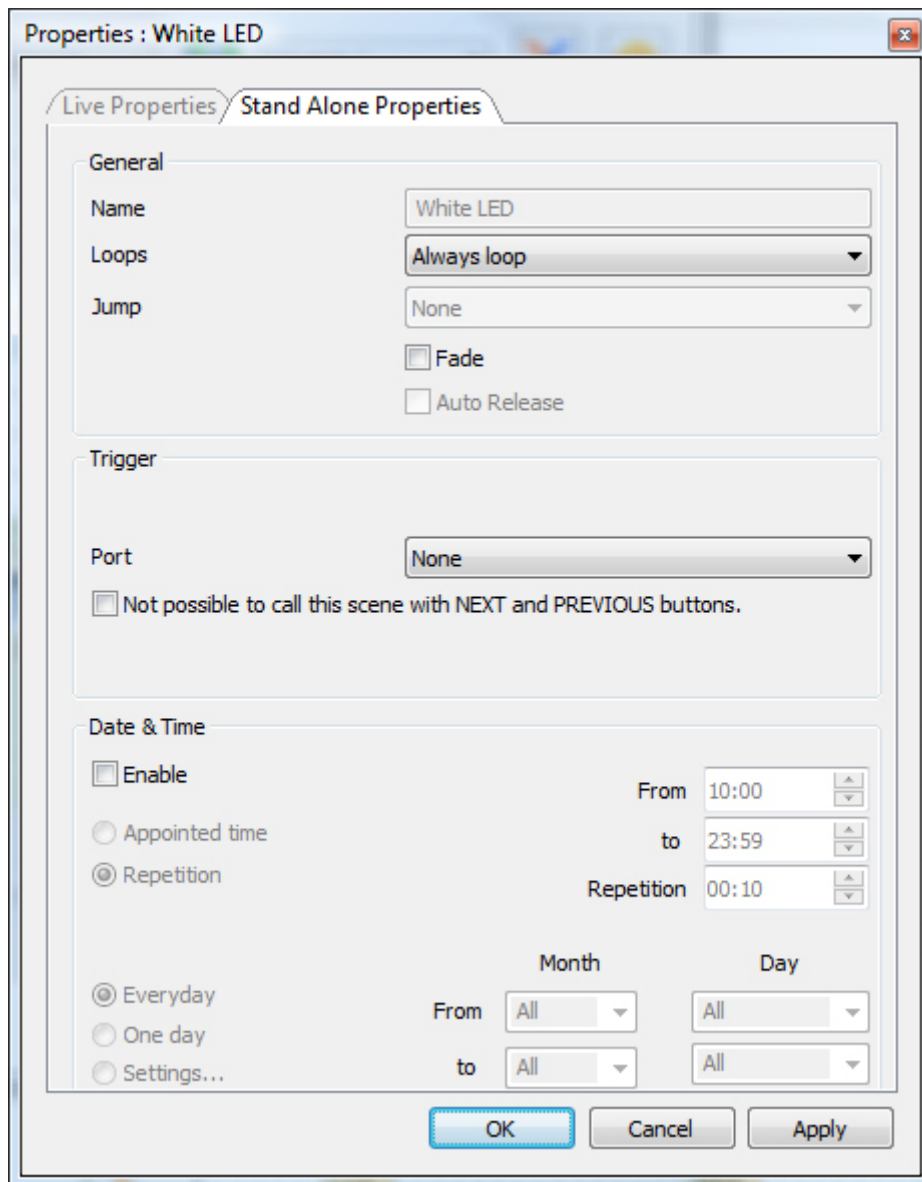 Properties : White LED
Live Properties Stand Alone Properties
General
Name White LED
Loops Always loop
Jump None
Fade
Auto Release
Trigger
Port None
Not possible to call this scene with NEXT and PREVIOUS buttons.
Date & Time
Enable
From 10:00
Appointed time
to 23:59
Repetition
Repetition 00:10
Month Day
Everyday
From All All
One day
to All All
Settings...
OK Cancel Apply